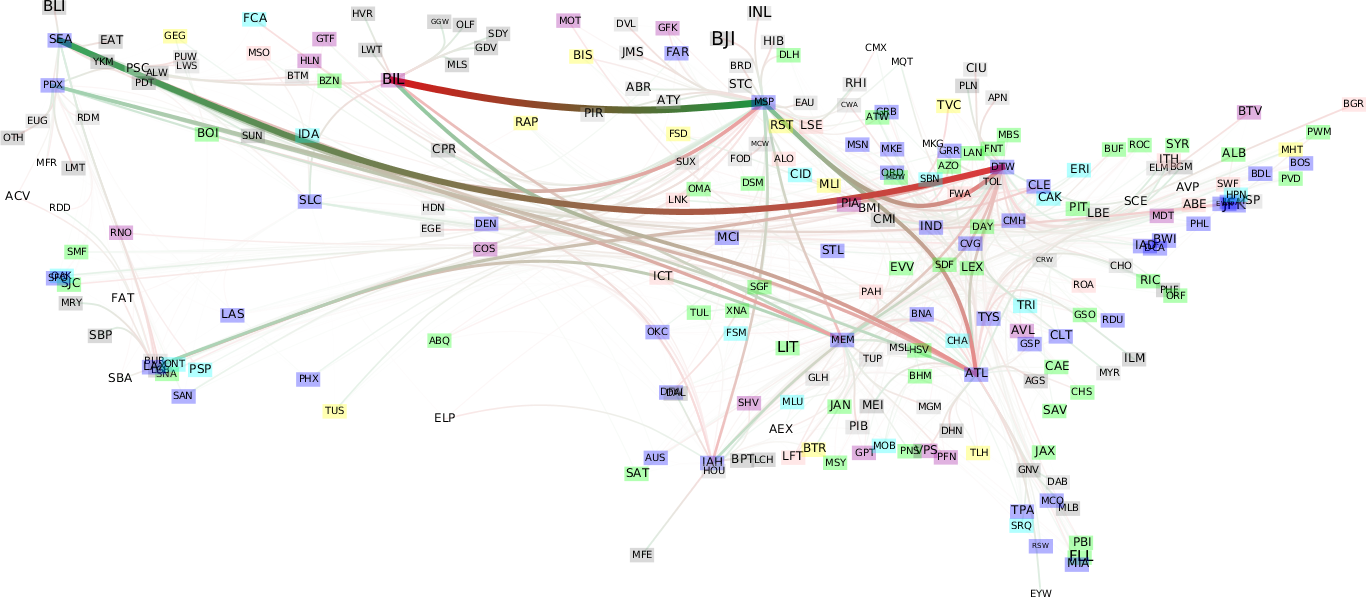 BLI
SEA
EAT
YKM
PSC
ALW
PDT
PUW
LWS
GEG
FCA
MSO
GTF
HLN
BTM
BZN
HVR
LWT
BIL
GGW
OLF
SDY
GDV
MLS
MOT
BIS
DVL
JMS
GFK
FAR
ABR
ATY
PIR
INL
BJI
HIB
DLH
BRD
STC
MSP
EAU
RST
LSE
CMX
MQT
RHI
CWA
GRB
ATW
CIU
PLN
APN
TVC
MBS
BTV
BGR
PWM
PDX
EUG
OTH
RDM
MFR
LMT
ACV
RDD
BOI
SUN
IDA
CPR
RAP
FSD
SUX
MCW
FOD
ALO
MSN
MKE
MKG
GRR
LAN
FNT
AZO
DTW
TOL
ORD
MDW
SBN
FWA
CLE
CAK
ERI
BUF
ROC
SYR
ITH
ELM
BGM
ALB
MHT
BOS
PVD
BDL
SWF
HPN
ISP
EWR
JFK
AVP
ABE
SCE
MDT
PHL
PIT
LBE
SLC
HDN
EGE
DEN
COS
OMA
LNK
DSM
CID
MLI
PIA
BMI
CMI
IND
DAY
CMH
CVG
MCI
STL
EVV
SDF
LEX
CRW
CHO
IAD
BWI
DCA
RIC
PHF
ORF
RNO
SMF
OAK
SFO
SJC
MRY
FAT
LAS
SBP
SBA
BUR
LAX
ONT
SNA
PSP
SAN
PHX
TUS
ABQ
ELP
ICT
SGF
TUL
XNA
OKC
FSM
LIT
MEM
PAH
BNA
TYS
TRI
ROA
GSO
RDU
AVL
GSP
CLT
CHA
MSL
HSV
TUP
BHM
ATL
CAE
AGS
MYR
ILM
CHS
SAV
DFW
DAL
SHV
MLU
GLH
JAN
MEI
MGM
DHN
AEX
PIB
AUS
SAT
IAH
HOU
BPT
LCH
LFT
BTR
MSY
GPT
MOB
PNS
VPS
PFN
TLH
JAX
GNV
DAB
MCO
MLB
TPA
SRQ
RSW
PBI
FLL
MIA
EYW
MFE